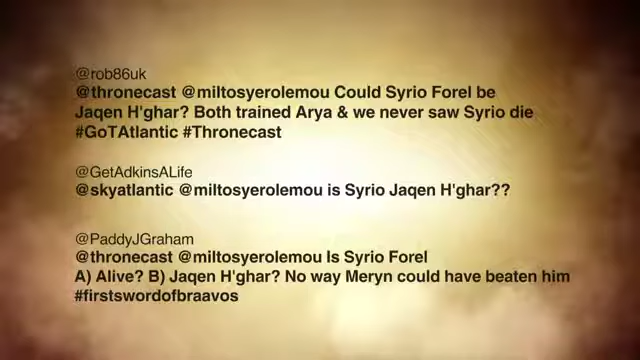 @rob86uk
@thronecast @miltosyerolemou Could Syrio Forel be
Jaqen H'ghar? Both trained Arya & we never saw Syrio die
#GoTAtlantic #Thronecast
@GetAdkinsALife
@skyatlantic @miltosyerolemou is Syrio Jaqen H'ghar??
@PaddyJGraham
@thronecast @miltosyerolemou Is Syrio Forel
A) Alive? B) Jaqen H'ghar? No way Meryn could have beaten him
#firstswordofbraavos